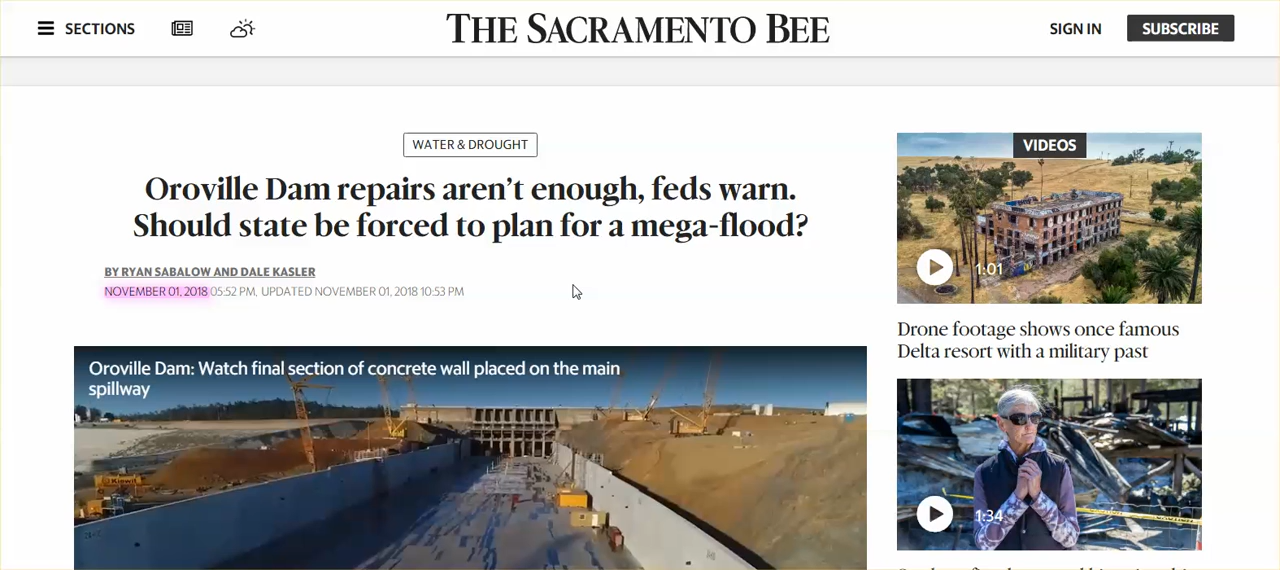 SECTIONS
THE SACRAMENTO BEE
SIGN IN
SUBSCRIBE
WATER & DROUGHT
Oroville Dam repairs aren’t enough, feds warn.
Should state be forced to plan for a mega-flood?
BY RYAN SABALOW AND DALE KASLER
NOVEMBER 01, 2018 05:52 PM, UPDATED NOVEMBER 01, 2018 10:53 PM
Oroville Dam: Watch final section of concrete wall placed on the main
spillway
Kiewit
VIDEOS
1:01
Drone footage shows once famous
Delta resort with a military past
1:34